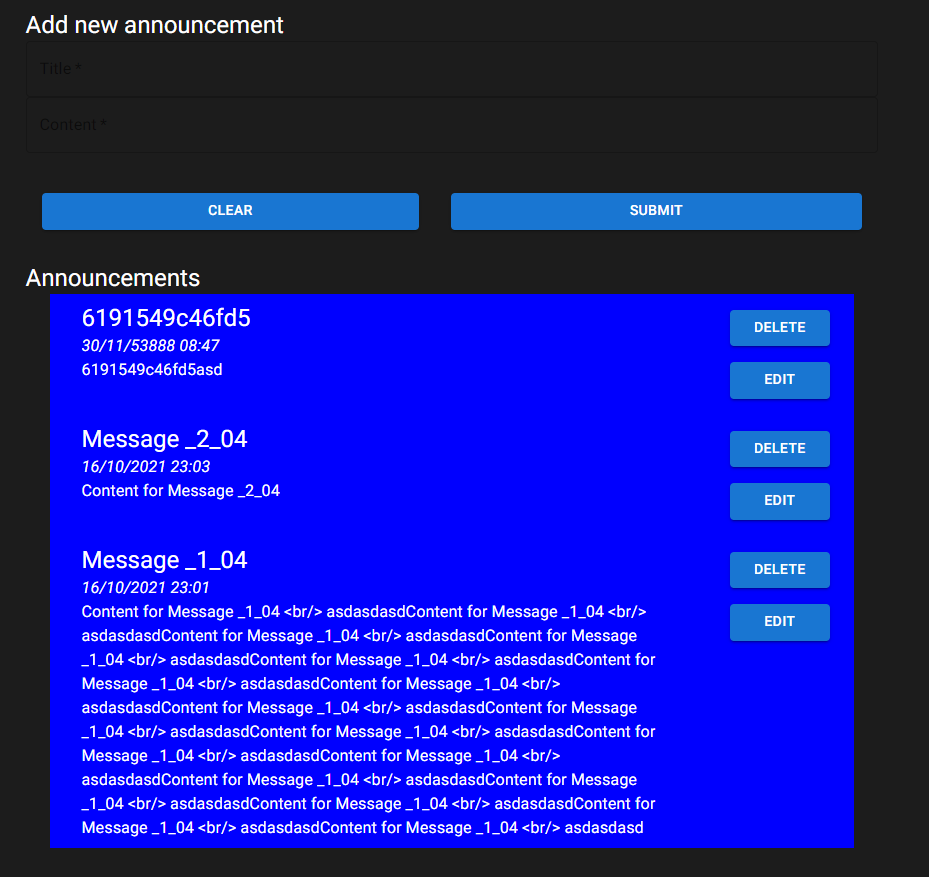 Add new announcement
Title *
Content *
CLEAR
SUBMIT
Announcements
6191549c46fd5
30/11/53888 08:47
6191549c46fd5asd
DELETE
EDIT
Message _2_04
16/10/2021 23:03
Content for Message _2_04
DELETE
EDIT
Message _1_04
16/10/2021 23:01
Content for Message _1_04 <br/> asdasdasdContent for Message _1_04 <br/>
asdasdasdContent for Message _1_04 <br/> asdasdasdContent for Message
_1_04 <br/> asdasdasdContent for Message _1_04 <br/> asdasdasdContent for
Message _1_04 <br/> asdasdasdContent for Message _1_04 <br/>
asdasdasdContent for Message _1_04 <br/> asdasdasdContent for Message
_1_04 <br/> asdasdasdContent for Message _1_04 <br/> asdasdasdContent for
Message _1_04 <br/> asdasdasdContent for Message _1_04 <br/>
asdasdasdContent for Message _1_04 <br/> asdasdasdContent for Message
_1_04 <br/> asdasdasdContent for Message _1_04 <br/> asdasdasdContent for
Message _1_04 <br/> asdasdasdContent for Message _1_04 <br/> asdasdasd
DELETE
EDIT